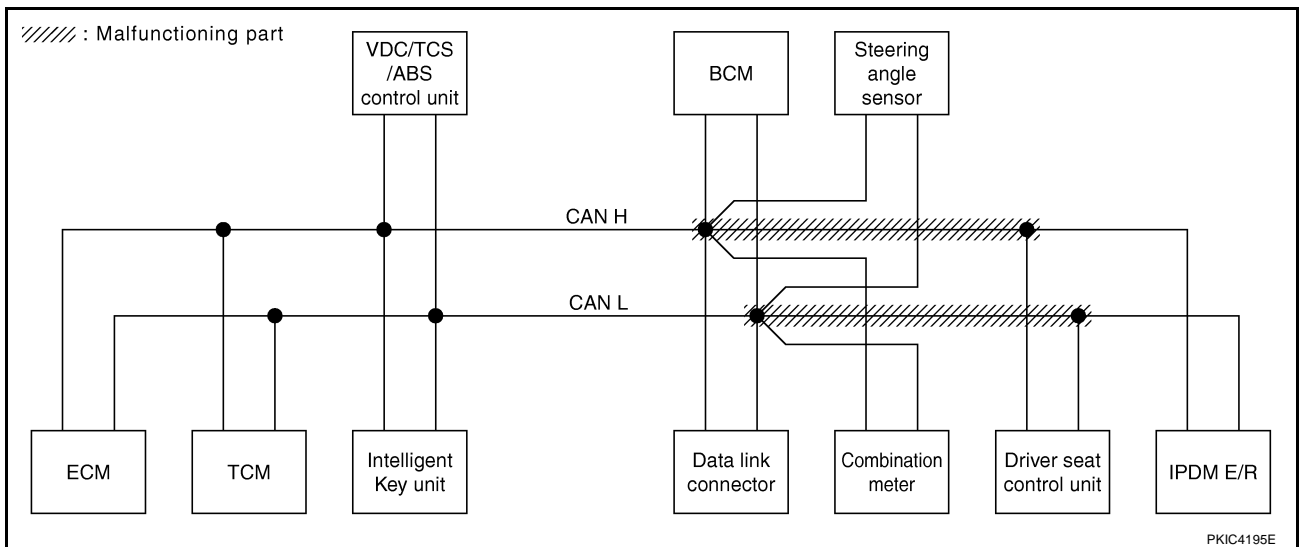 : Malfunctioning part
VDC/TCS
/ABS
control unit
BCM
Steering
angle
sensor
CAN H
CAN L
ECM
TCM
Intelligent
Key unit
Data link
connector
Combination
meter
Driver seat
control unit
IPDM E/R
PKIC4195E